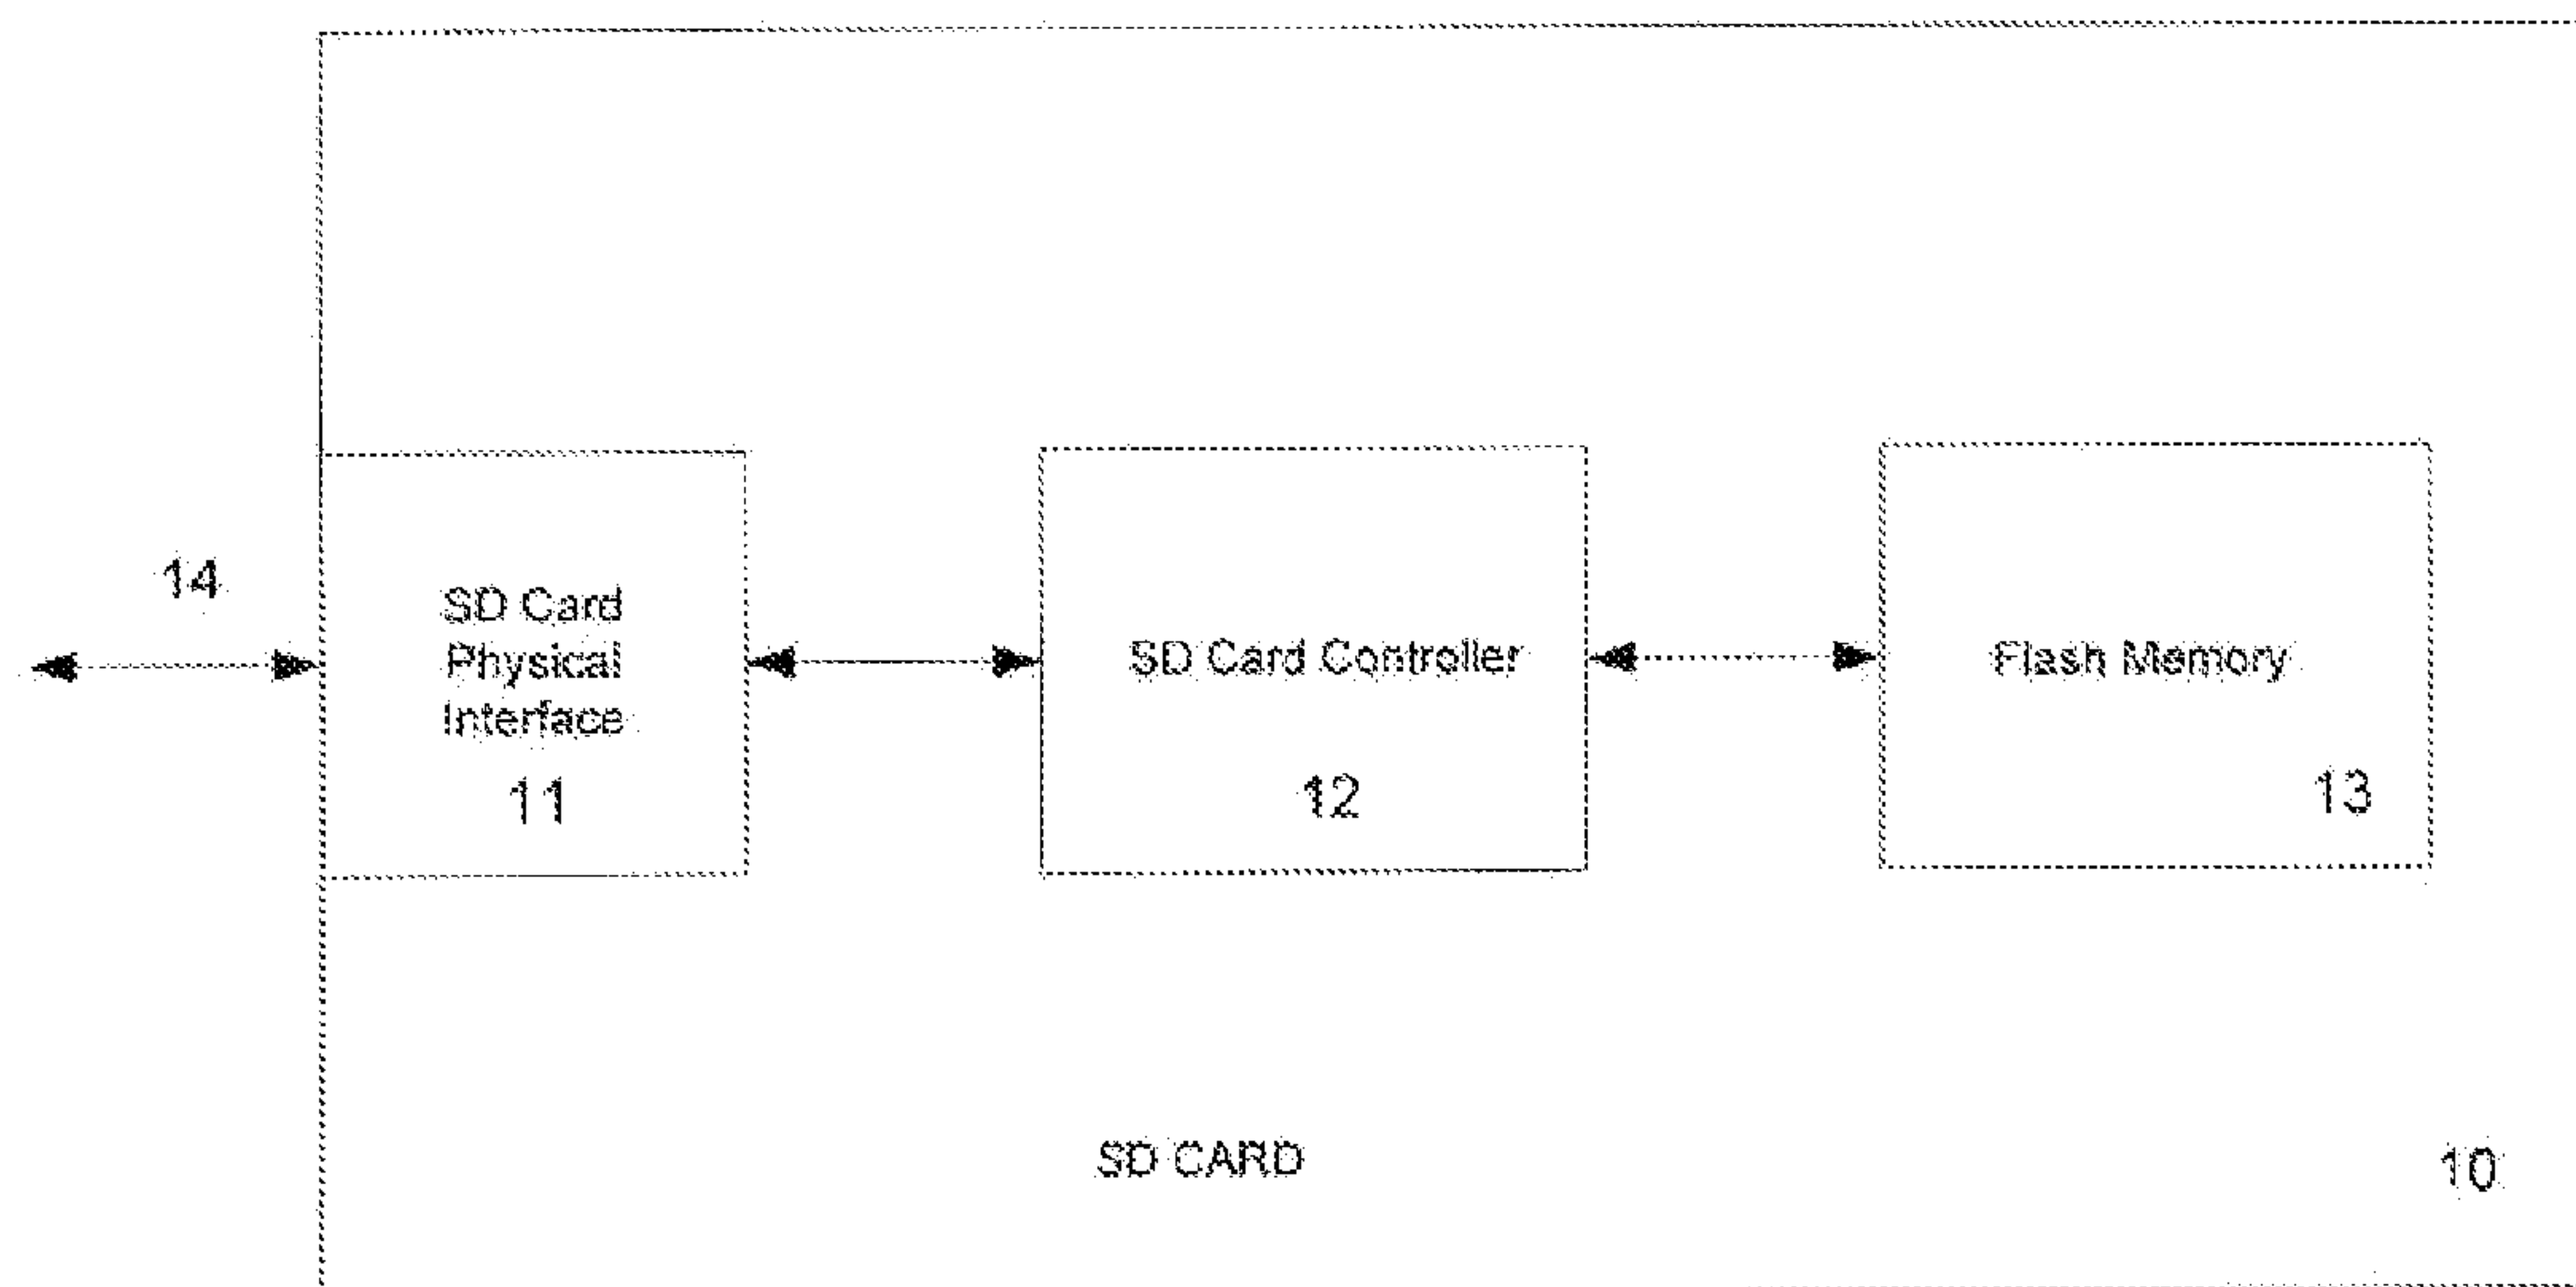 14
SD Card
Physical
Interface
11
SD Card Controller
12
Flash Memory
13
SD CARD
10